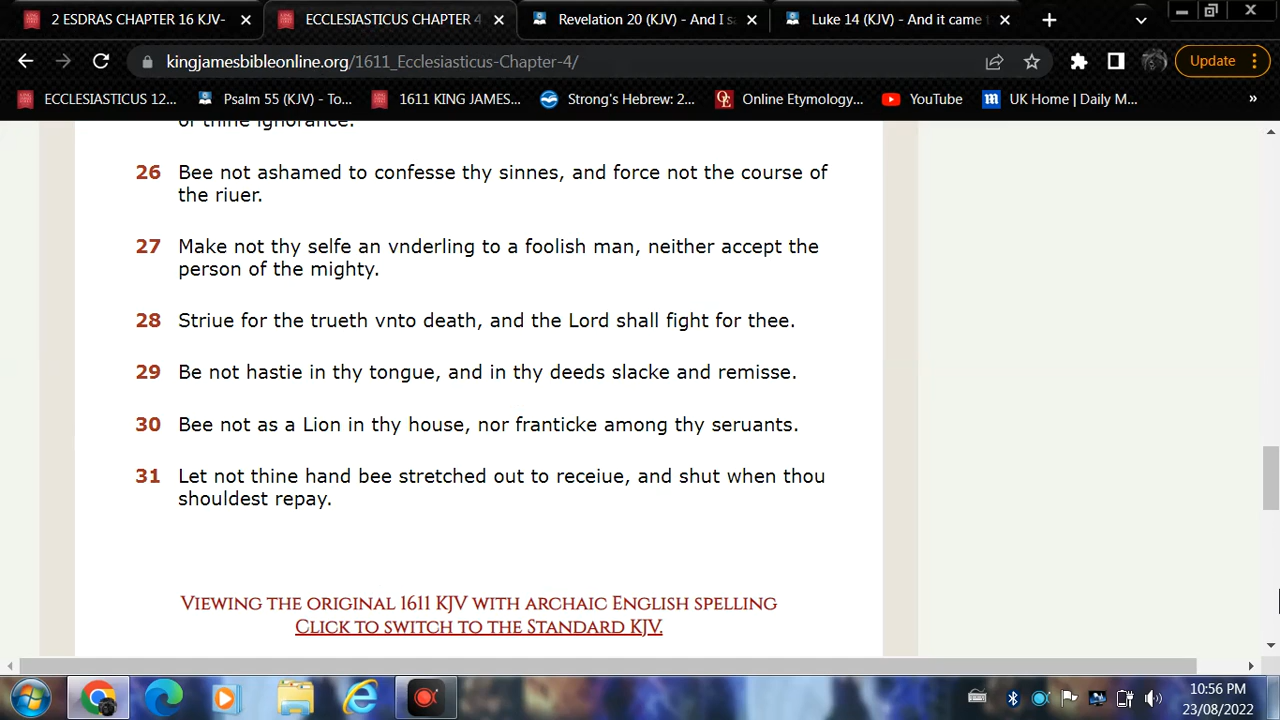 2 ESDRAS CHAPTER 16 KJV-
ECCLESIASTICUS CHAPTER 4
Revelation 20 (KJV) - And I sa
Luke 14 (KJV) - And it came
kingjamesbibleonline.org/1611_Ecclesiasticus-Chapter-4/
Update
ECCLESIASTICUS 12...
Psalm 55 (KJV) - To...
1611 KING JAMES...
Strong's Hebrew: 2...
Online Etymology...
YouTube
UK Home | Daily M...
of thine ignorance.
26 Bee not ashamed to confesse thy sinnes, and force not the course of
the riuer.
27 Make not thy selfe an vnderling to a foolish man, neither accept the
person of the mighty.
28 Striue for the trueth vnto death, and the Lord shall fight for thee.
29 Be not hastie in thy tongue, and in thy deeds slacke and remisse.
30 Bee not as a Lion in thy house, nor franticke among thy seruants.
31 Let not thine hand bee stretched out to receiue, and shut when thou
shouldest repay.
Viewing the original 1611 KJV with archaic English spelling
Click to switch to the Standard KJV.
10:56 PM
23/08/2022